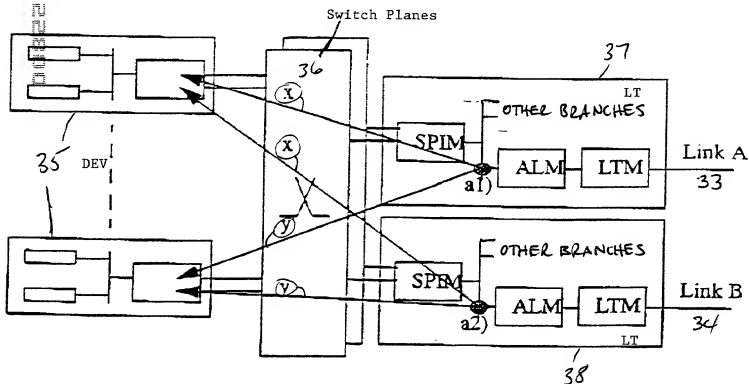 Switch Planes
36
37
LT
x
OTHER BRANCHES
SPIM
a1)
ALM
LTM
Link A
33
35
DEV
x
y
OTHER BRANCHES
SPIM
a2)
ALM
LTM
Link B
34
y
LT
38